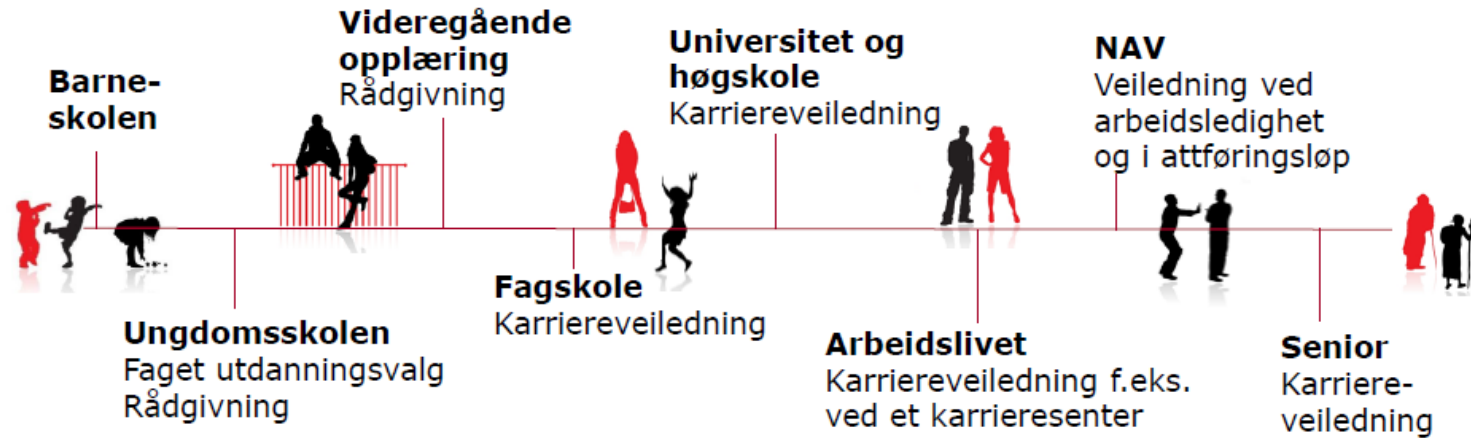 Barne-
skolen
Ungdomsskolen
Faget utdanningsvalg
Rådgivning
Videregående
opplæring
Rådgivning
Fagskole
Karriereveiledning
Universitet og
høgskole
Karriereveiledning
Arbeidslivet
Karriereveiledning f.eks.
ved et karrieresenter
NAV
Veiledning ved
arbeidsledighet
og i attføringsløp
Senior
Karriere-
veiledning